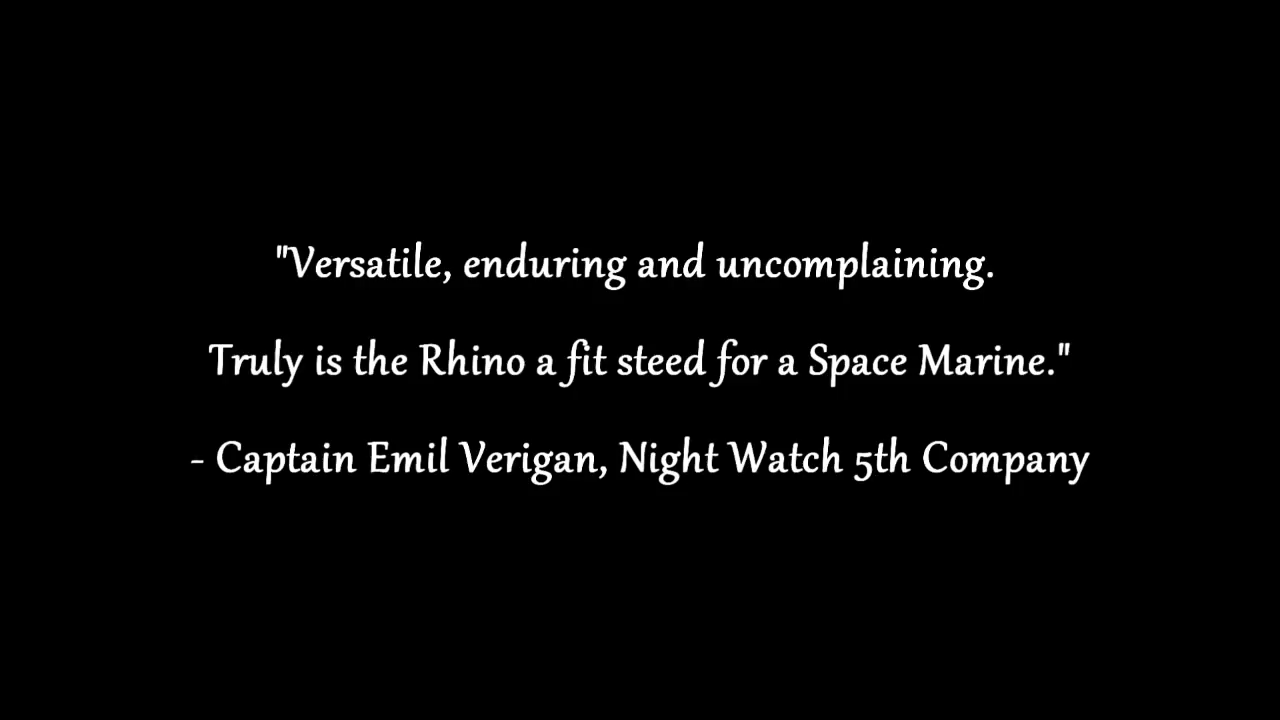 "Versatile, enduring and uncomplaining.
Truly is the Rhino a fit steed for a Space Marine."
- Captain Emil Verigan, Night Watch 5th Company